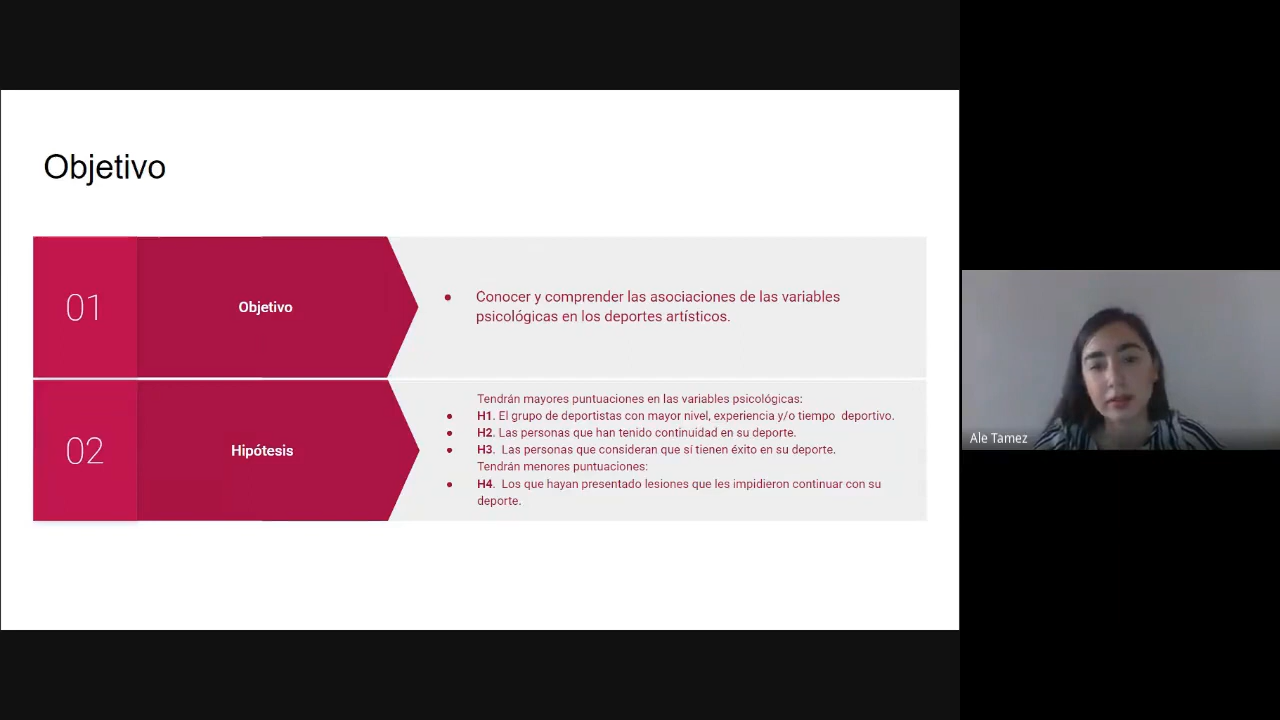 Objetivo
01
Objetivo
● Conocer y comprender las asociaciones de las variables
psicológicas en los deportes artísticos.
02
Hipótesis
Tendrán mayores puntuaciones en las variables psicológicas:
● H1. El grupo de deportistas con mayor nivel, experiencia y/o tiempo deportivo.
● H2. Las personas que han tenido continuidad en su deporte.
● H3. Las personas que consideran que sí tienen éxito en su deporte.
Tendrán menores puntuaciones:
● H4. Los que hayan presentado lesiones que les impidieron continuar con su
deporte.
Ale Tamez